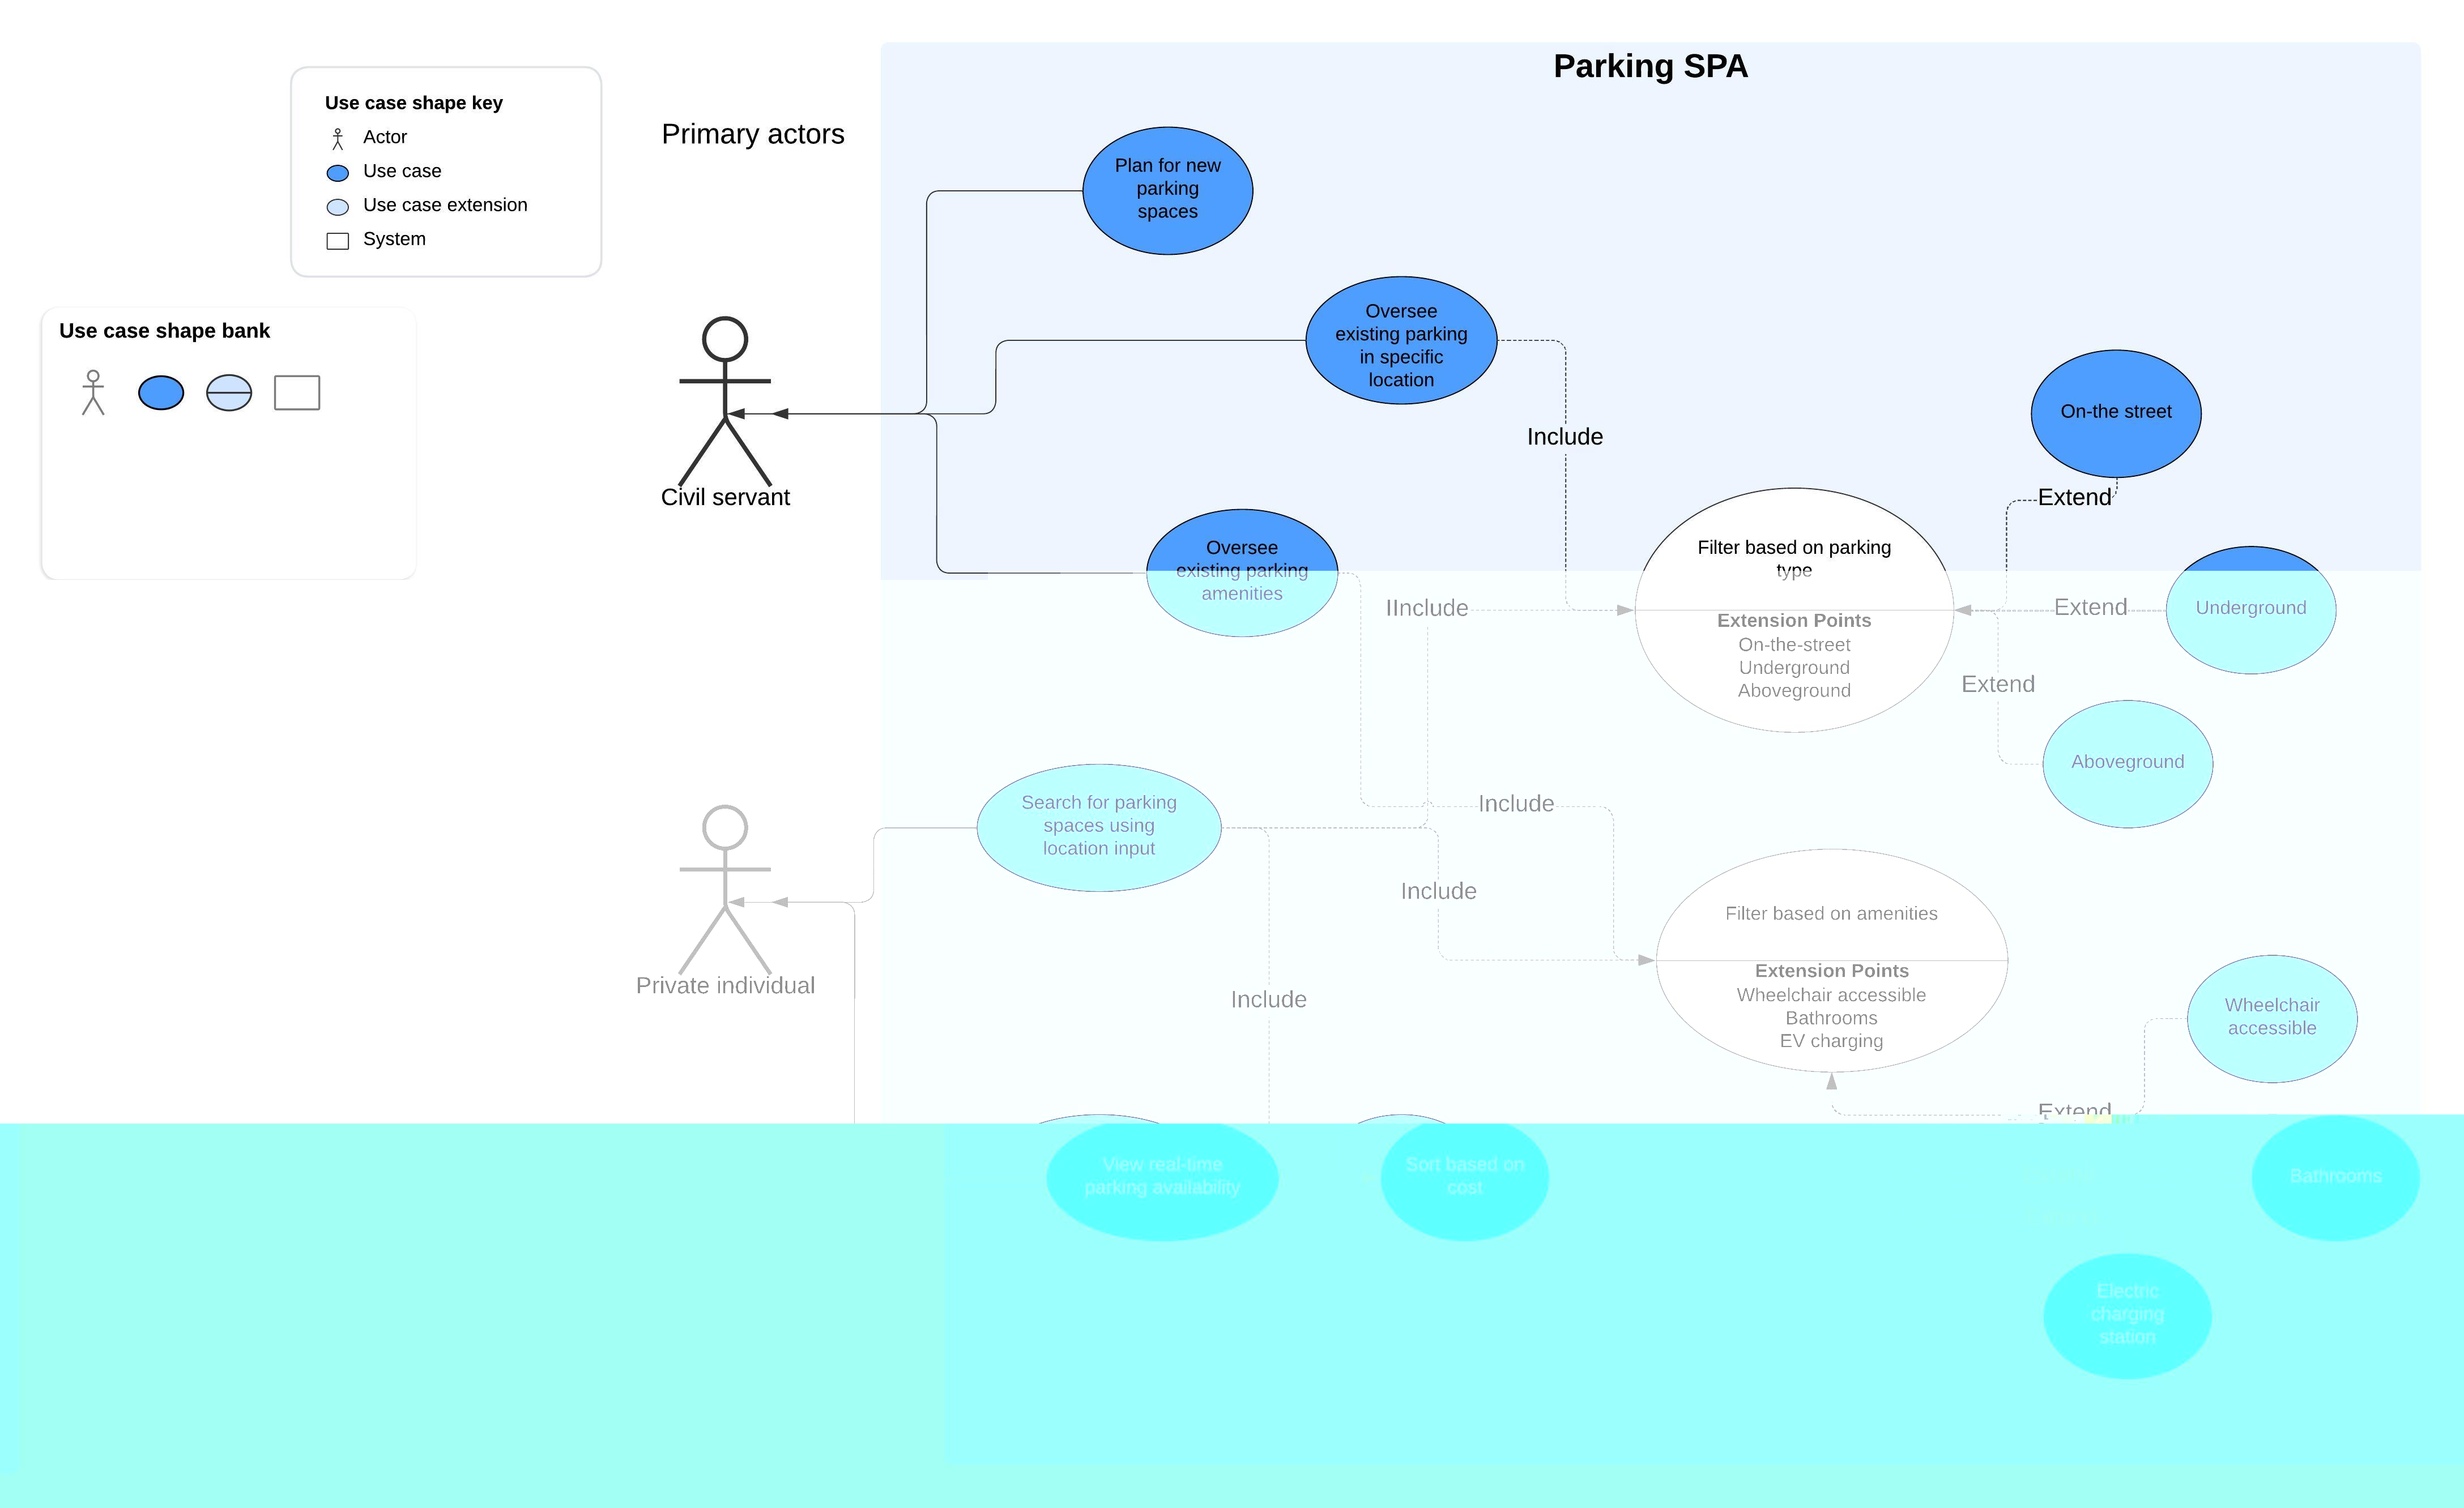 Parking SPA
Use case shape key
Actor
Use case
Use case extension
System
Primary actors
Plan for new
parking
spaces
Use case shape bank
Oversee
existing parking
in specific
location
On-the street
Include
Civil servant
Extend
Oversee
existing parking
amenities
Filter based on parking
type
IInclude
Extension Points
On-the-street
Underground
Aboveground
Extend
Underground
Extend
Aboveground
Search for parking
spaces using
location input
Include
Include
Filter based on amenities
Private individual
Include
Extension Points
Wheelchair accessible
Bathrooms
EV charging
Wheelchair
accessible
Extend
View real-time
parking availability
Sort based on
cost
Bathrooms
Electric
charging
station